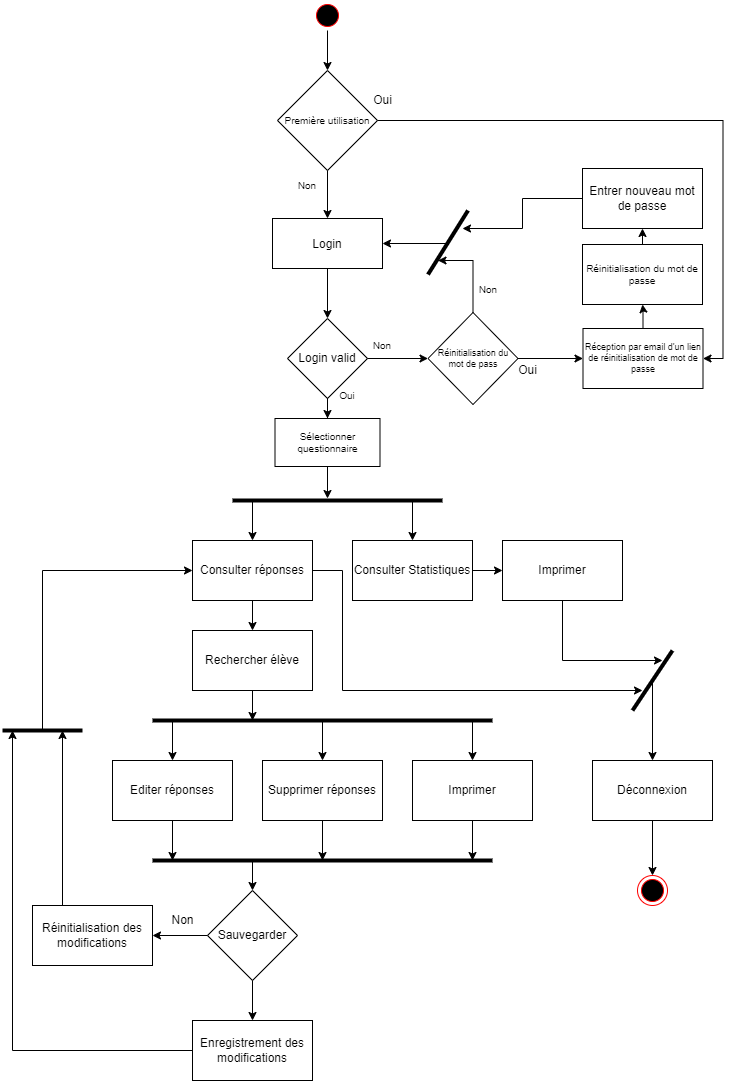 Oui
Première utilisation
Non
Entrer nouveau mot
de passe
Login
Réinitialisation du mot de
passe
Non
Login valid
Non
Réinitialisation du
mot de pass
Oui
Réception par email d'un lien
de réinitialisation de mot de
passe
Oui
Sélectionner
questionnaire
Consulter réponses
Consulter Statistiques
Imprimer
Rechercher élève
Editer réponses
Supprimer réponses
Imprimer
Déconnexion
Réinitialisation des
modifications
Non
Sauvegarder
Enregistrement des
modifications